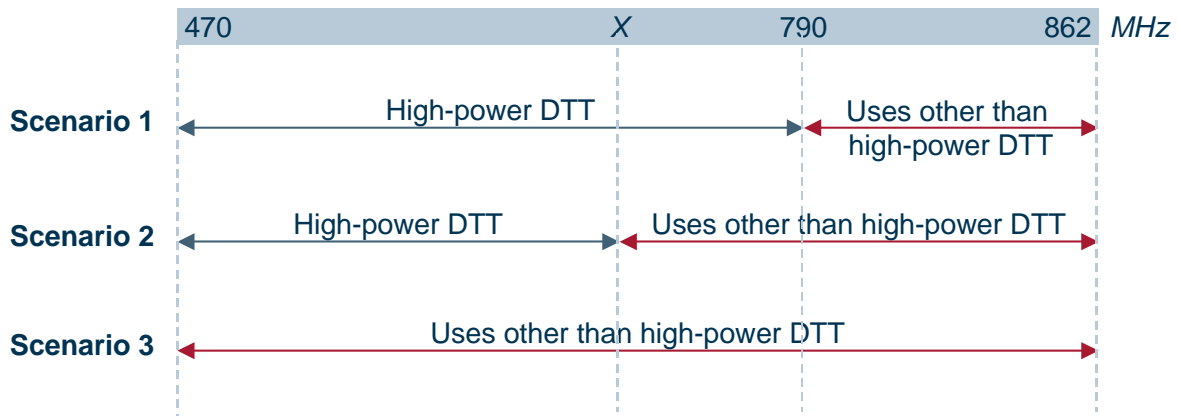 470 X 790 862 MHz
Scenario 1
High-power DTT
Uses other than
high-power DTT
Scenario 2
High-power DTT
Uses other than high-power DTT
Scenario 3
Uses other than high-power DTT